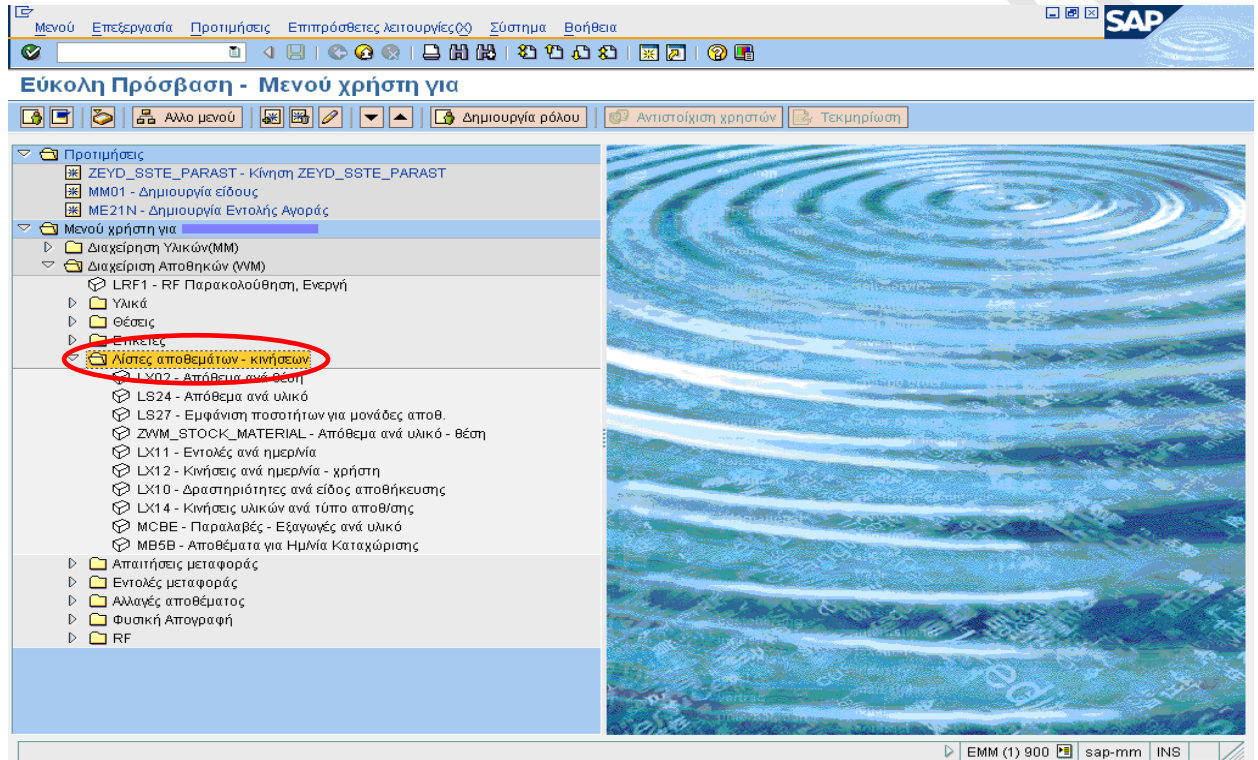 Μενού Επεξεργασία Προτιμήσεις Επιπρόσθετες λειτουργίες(X) Σύστημα Βοήθεια
SAP
Εύκολη Πρόσβαση - Μενού χρήστη για
Αλλο μενού Δημιουργία ρόλου Αντιστοίχιση χρηστών Τεκμηρίωση
Προτιμήσεις
ZEYD_SSTE_PARAST - Κίνηση ZEYD_SSTE_PARAST
MM01 - Δημιουργία είδους
ME21N - Δημιουργία Εντολής Αγοράς
Μενού χρήστη για
Διαχείρηση Υλικών(MM)
Διαχείριση Αποθηκών (WM)
LRF1 - RF Παρακολούθηση, Ενεργή
Υλικά
Θέσεις
Ετικέτες
Λίστες αποθεμάτων - κινήσεων
LX02 - Απόθεμα ανά θέση
LS24 - Απόθεμα ανά υλικό
LS27 - Εμφάνιση ποσοτήτων για μονάδες αποθ.
ZWM_STOCK_MATERIAL - Απόθεμα ανά υλικό - θέση
LX11 - Εντολές ανά ημερ/νία
LX12 - Κινήσεις ανά ημερ/νία - χρήστη
LX10 - Δραστηριότητες ανά είδος αποθήκευσης
LX14 - Κινήσεις υλικών ανά τύπο αποθ/σης
MCBE - Παραλαβές - Εξαγωγές ανά υλικό
MB5B - Αποθέματα για Ημ/νία Καταχώρισης
Απαιτήσεις μεταφοράς
Εντολές μεταφοράς
Αλλαγές αποθέματος
Φυσική Απογραφή
RF
EMM (1) 900 sap-mm INS